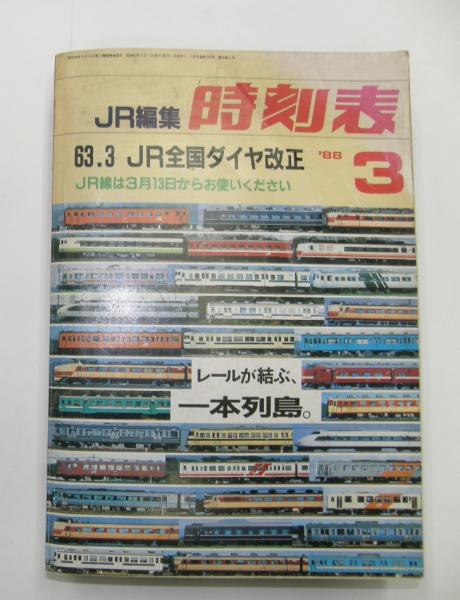 JR編集 時刻表
63.3 JR全国ダイヤ改正 '88 3
JR線は3月13日からお使いください
レールが結ぶ、
一本列島。